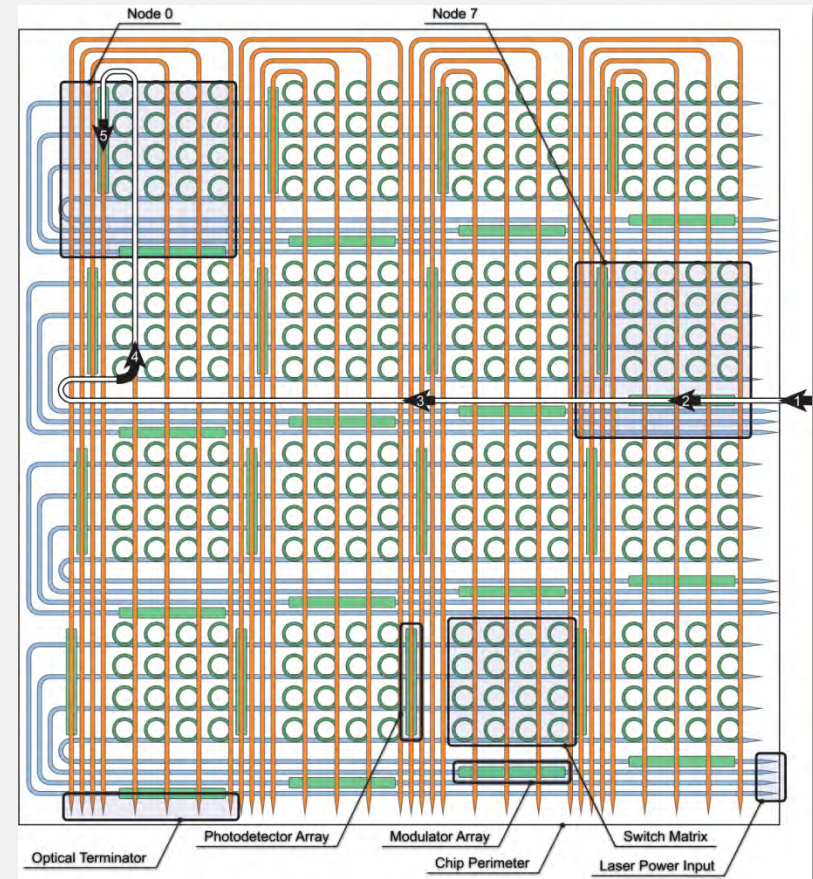 Node 0
Node 7
5
4
3
2
1
Photodetector Array
Modulator Array
Switch Matrix
Optical Terminator
Chip Perimeter
Laser Power Input